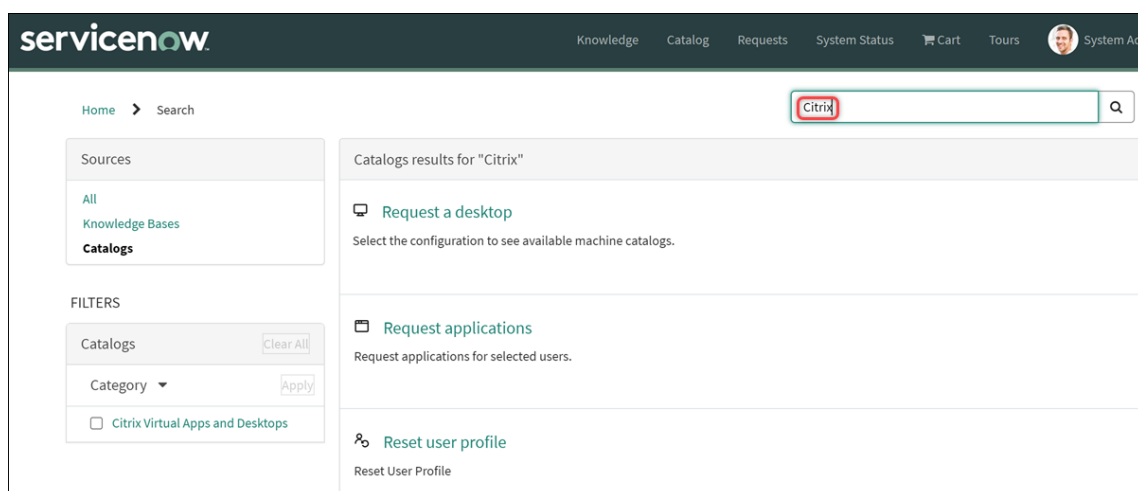 servicenow
Knowledge Catalog Requests System Status Cart Tours System Ad
Home Search
Citrix
Sources
All
Knowledge Bases
Catalogs
FILTERS
Catalogs Clear All
Category Apply
Citrix Virtual Apps and Desktops
Catalogs results for "Citrix"
Request a desktop
Select the configuration to see available machine catalogs.
Request applications
Request applications for selected users.
Reset user profile
Reset User Profile